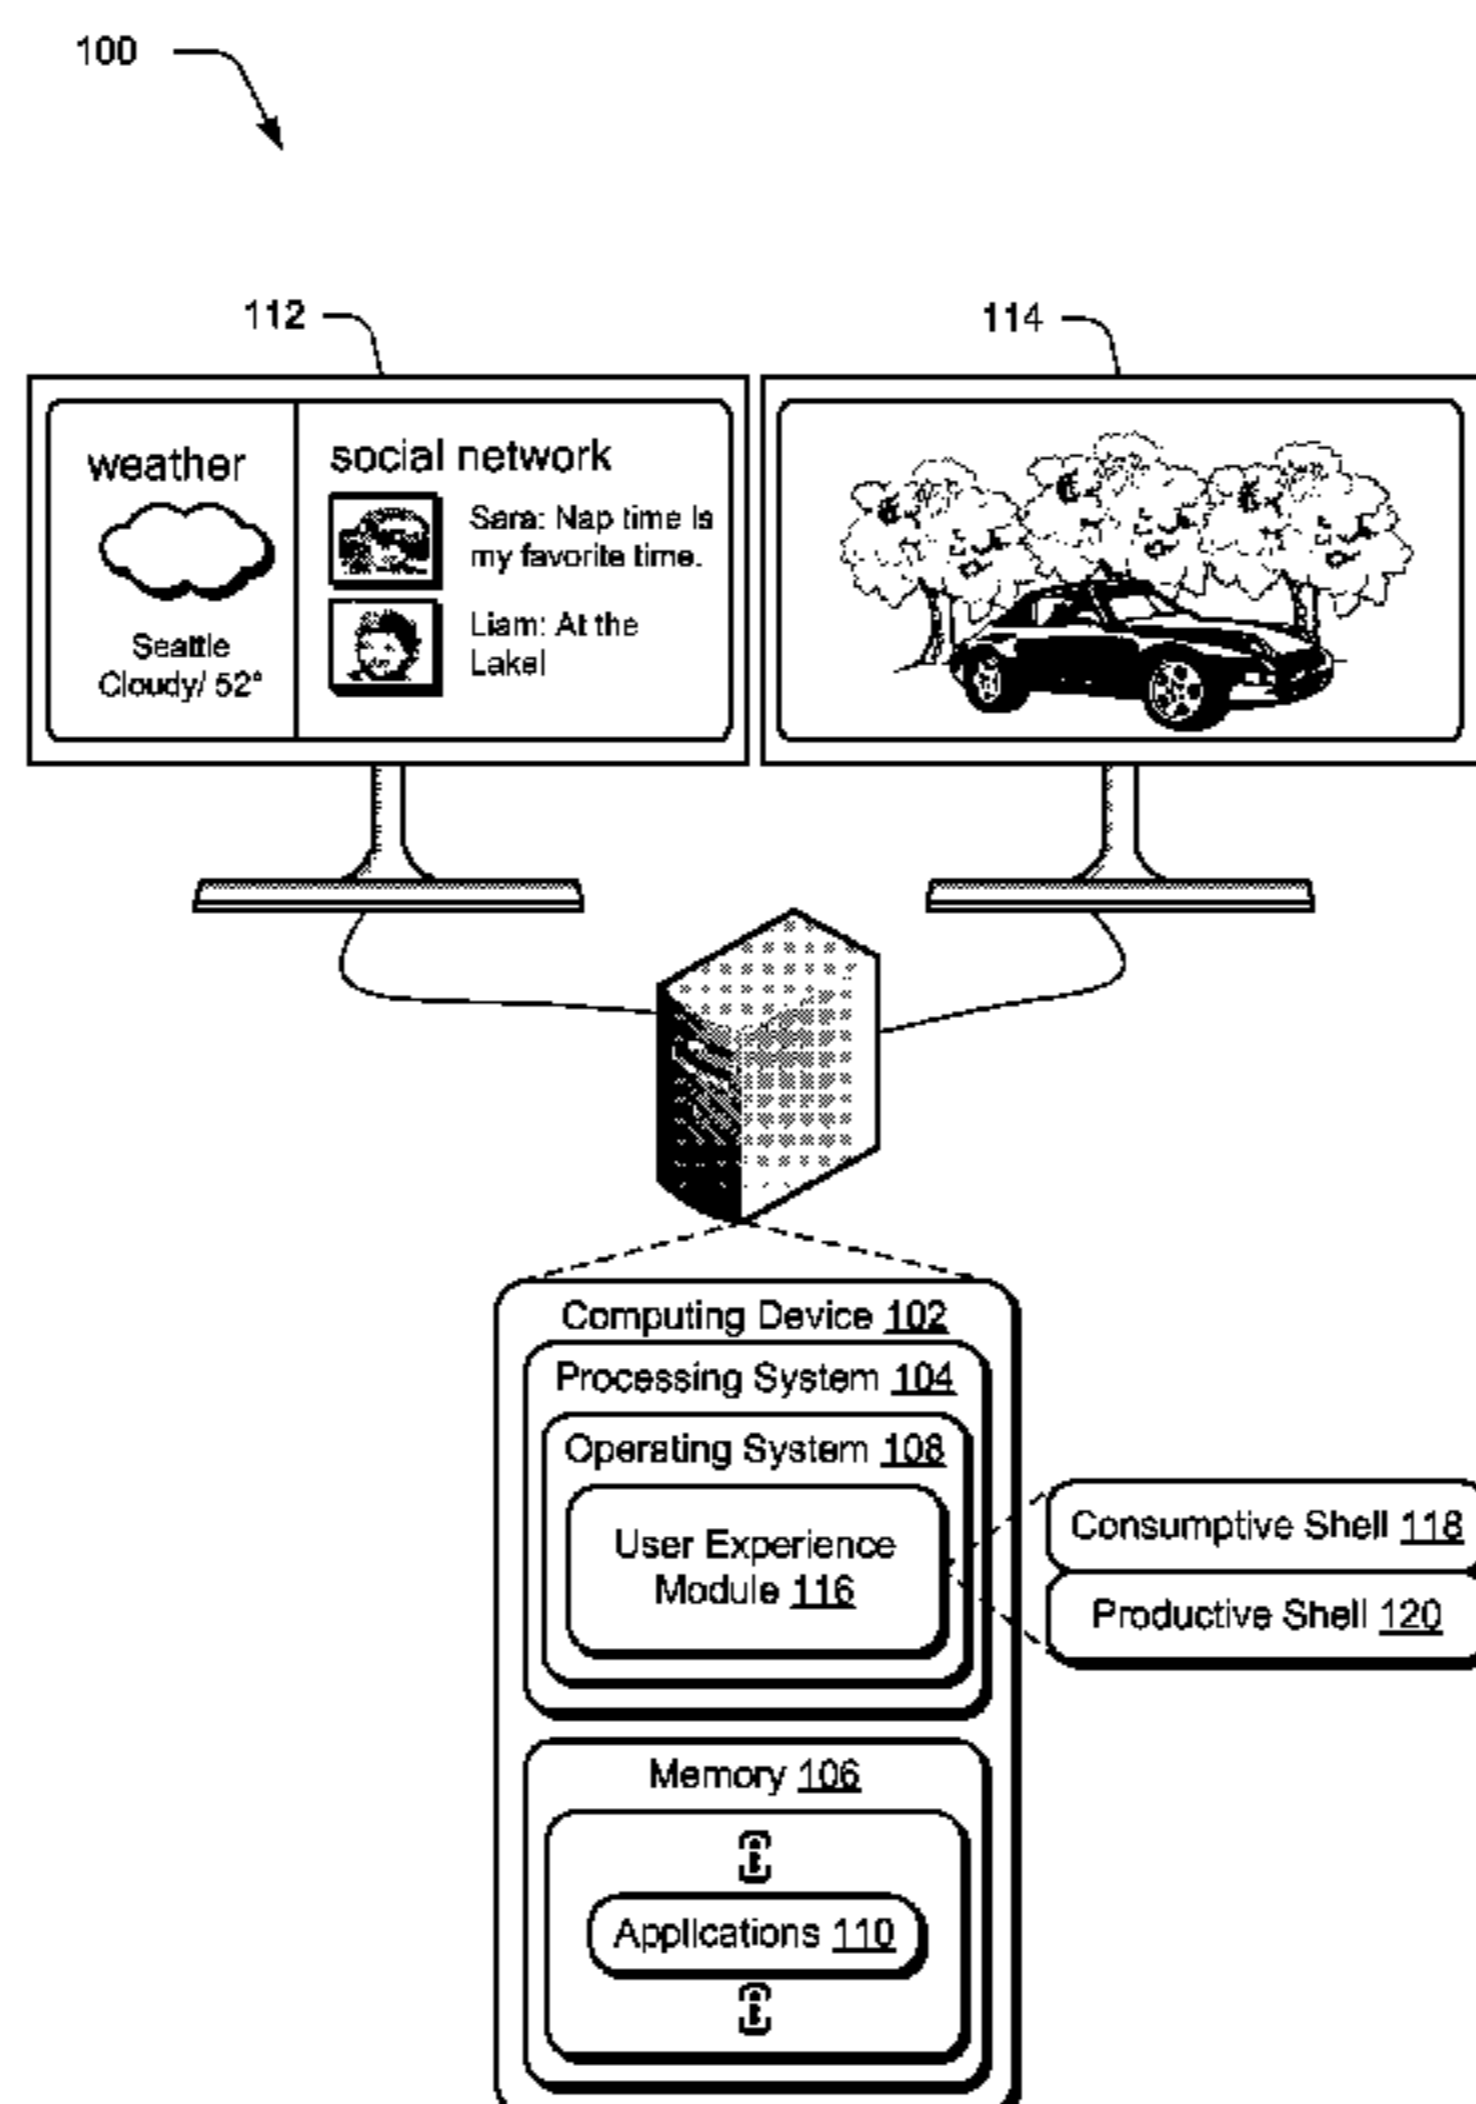 100
112
114
weather
social network
Sara: Nap time is
my favorite time.
Liam: At the
Lake!
Seattle
Cloudy/ 52°
Computing Device 102
Processing System 104
Operating System 108
User Experience
Module 116
Consumptive Shell 118
Productive Shell 120
Memory 106
Applications 110